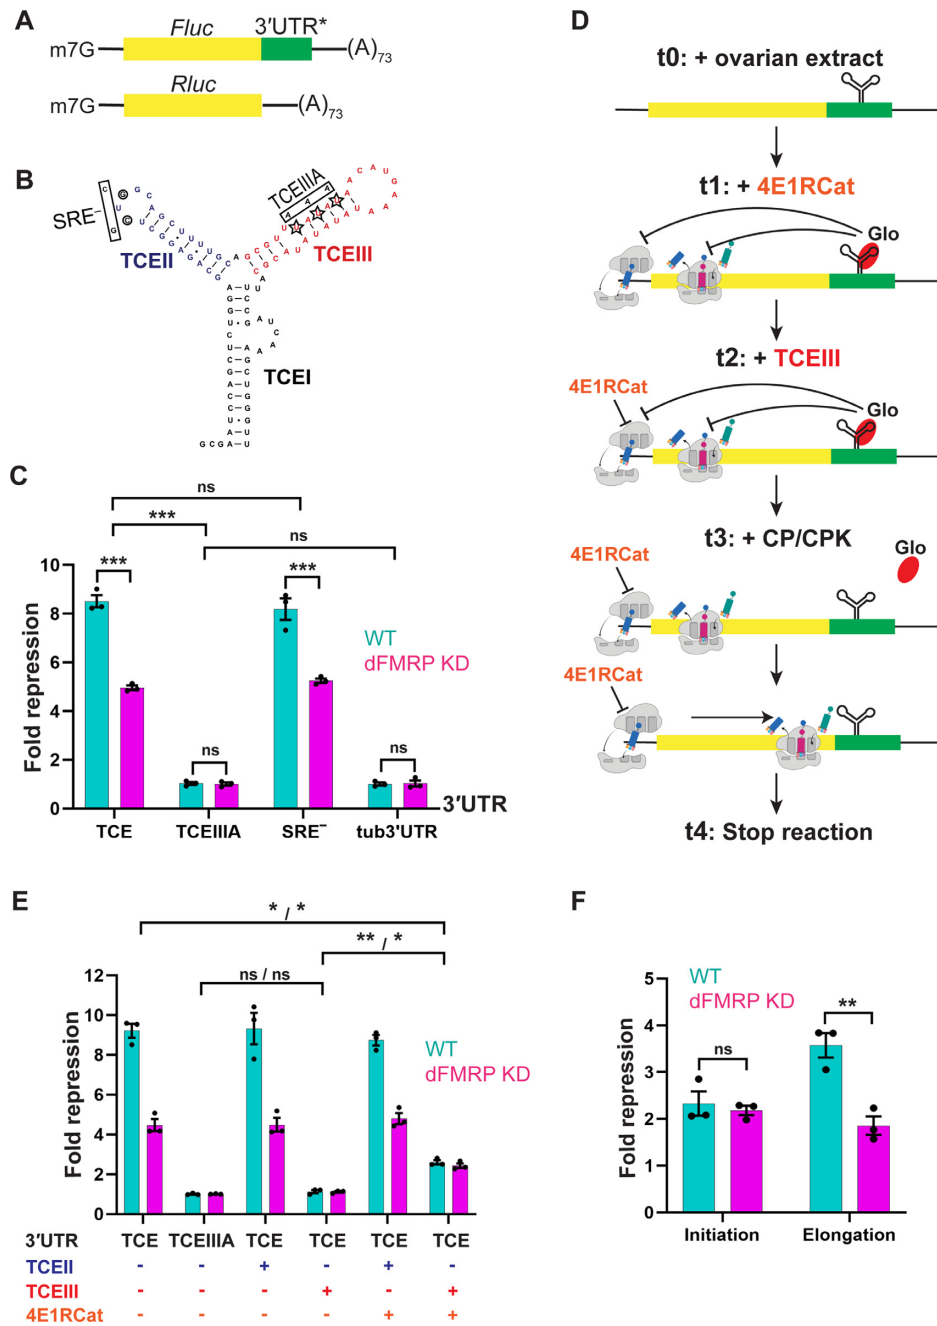 A
Fluc
3′UTR*
m7G
(A)73
Rluc
m7G
(A)73
B
SRE⁻
TCEIIIA
TCEII
TCEIII
TCEI
G C G A
C
ns
***
ns
***
***
WT
dFMRP KD
ns
ns
Fold repression
10
8
6
4
2
0
3′UTR
TCE
TCEIIIA
SRE⁻
tub3'UTR
D
t0: + ovarian extract
t1: + 4E1RCat
Glo
t2: + TCEIII
4E1RCat
Glo
t3: + CP/CPK
4E1RCat
Glo
4E1RCat
t4: Stop reaction
E
* / *
** / *
ns / ns
Fold repression
12
10
8
6
4
2
0
WT
dFMRP KD
3′UTR TCE TCEIIIA TCE TCE TCE TCE
TCEII - - + - + -
TCEIII - - - + - +
4E1RCat - - - - + +
F
WT
dFMRP KD
ns
**
Fold repression
5
4
3
2
1
0
Initiation
Elongation